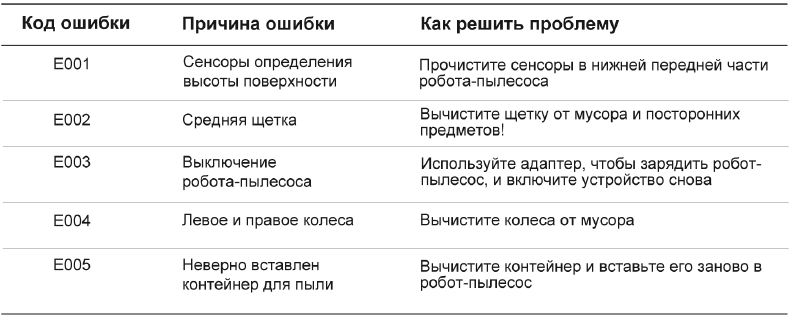 Код ошибки Причина ошибки Как решить проблему
E001 Сенсоры определения Прочистите сенсоры в нижней передней части
высоты поверхности робота-пылесоса
E002 Средняя щетка Вычистите щетку от мусора и посторонних
предметов!
E003 Выключение Используйте адаптер, чтобы зарядить робот-
робота-пылесоса пылесос, и включите устройство снова
E004 Левое и правое колеса Вычистите колеса от мусора
E005 Неверно вставлен Вычистите контейнер и вставьте его заново в
контейнер для пыли робот-пылесос